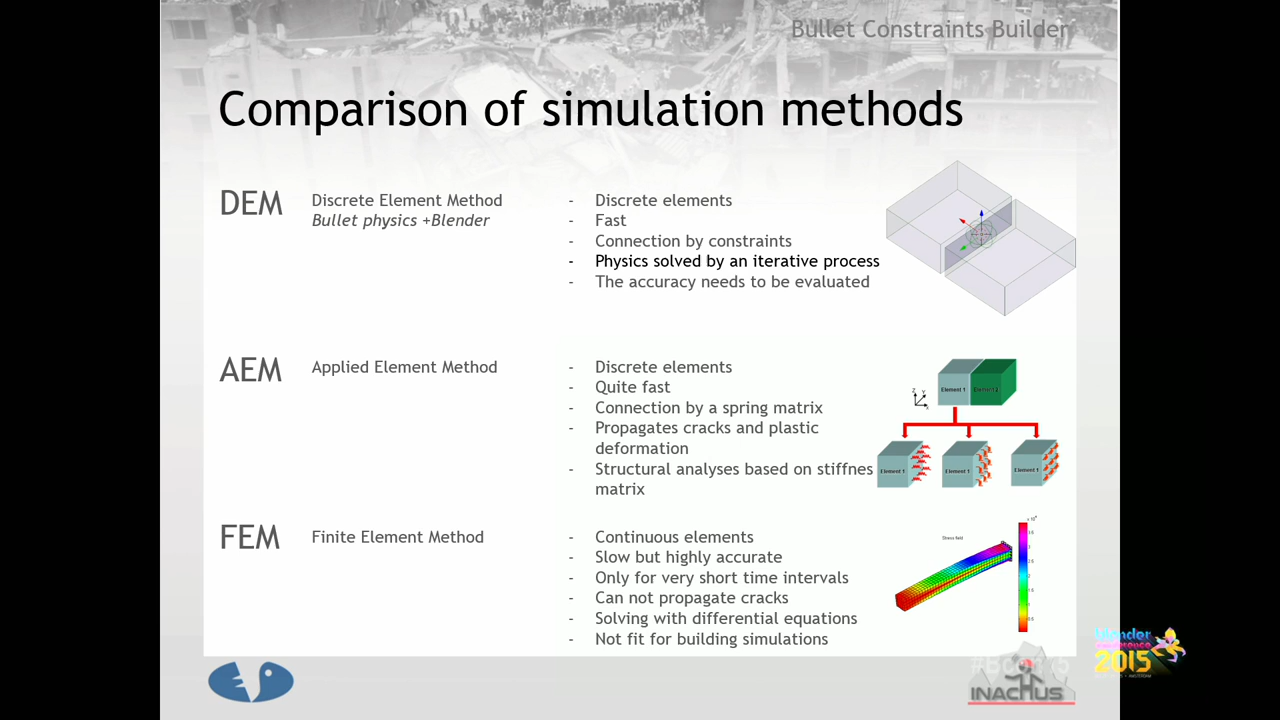 Bullet Constraints Builder
Comparison of simulation methods
DEM
Discrete Element Method
Bullet physics +Blender
- Discrete elements
- Fast
- Connection by constraints
- Physics solved by an iterative process
- The accuracy needs to be evaluated
AEM
Applied Element Method
- Discrete elements
- Quite fast
- Connection by a spring matrix
- Propagates cracks and plastic
deformation
- Structural analyses based on stiffnes
matrix
Element 1
Element 1
Element 1
Element 1
FEM
Finite Element Method
- Continuous elements
- Slow but highly accurate
- Only for very short time intervals
- Can not propagate cracks
- Solving with differential equations
- Not fit for building simulations
Stress field
INACHUS
blender
conference
2015